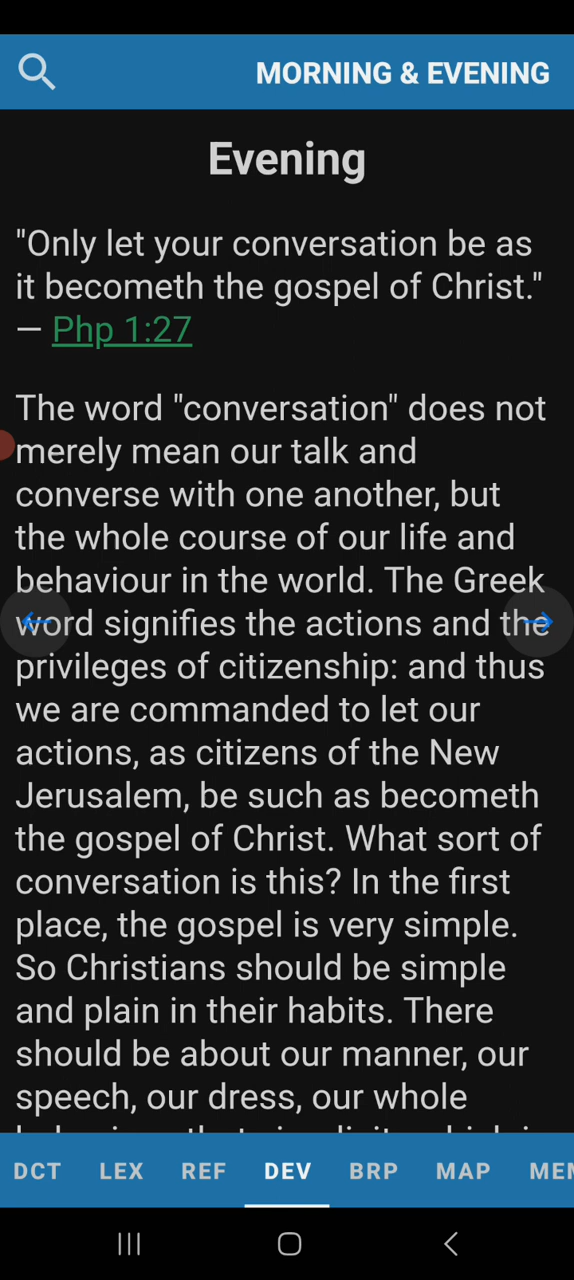 MORNING & EVENING
Evening
"Only let your conversation be as
it becometh the gospel of Christ."
— Php 1:27
The word "conversation" does not
merely mean our talk and
converse with one another, but
the whole course of our life and
behaviour in the world. The Greek
word signifies the actions and the
privileges of citizenship: and thus
we are commanded to let our
actions, as citizens of the New
Jerusalem, be such as becometh
the gospel of Christ. What sort of
conversation is this? In the first
place, the gospel is very simple.
So Christians should be simple
and plain in their habits. There
should be about our manner, our
speech, our dress, our whole
DCT LEX REF DEV BRP MAP